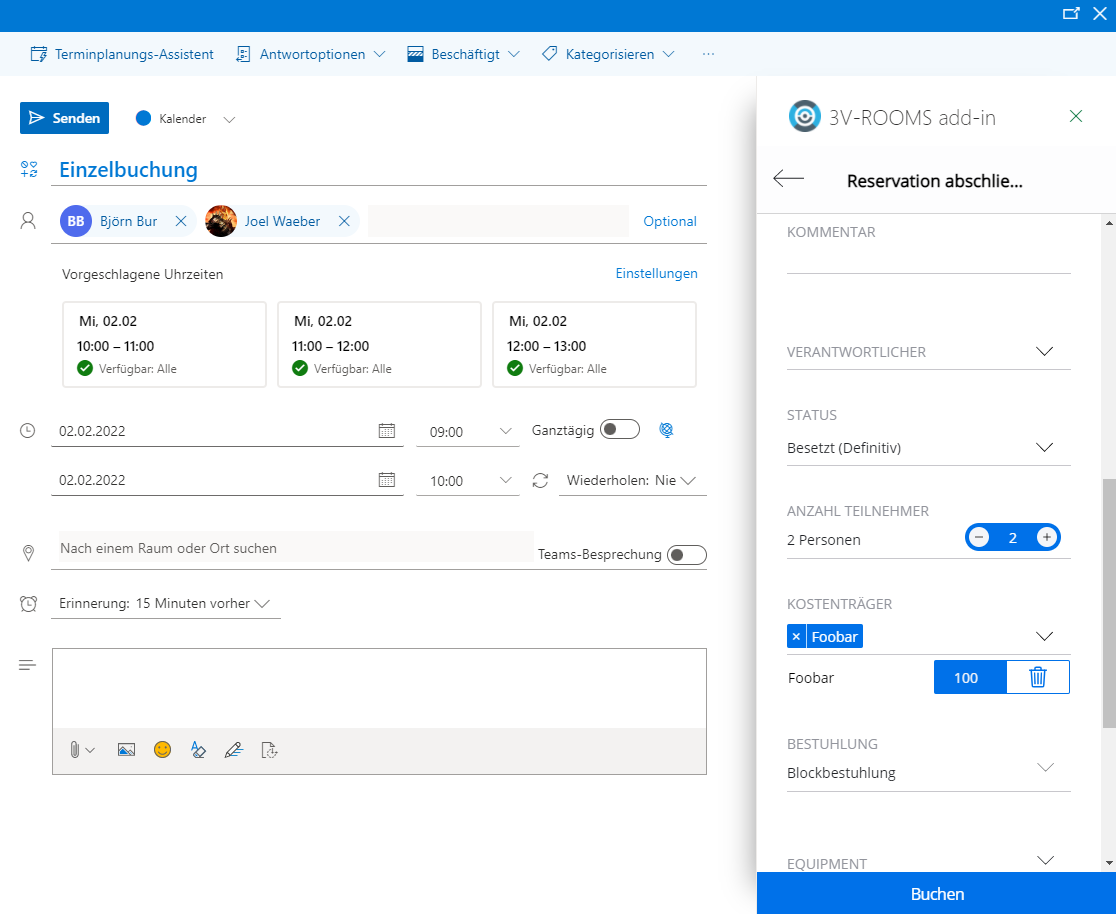 Terminplanungs-Assistent Antwortoptionen Beschäftigt Kategorisieren ...
Senden Kalender
Einzelbuchung
BB Björn Bur Joel Waeber Optional
Vorgeschlagene Uhrzeiten Einstellungen
Mi, 02.02
10:00 – 11:00
Verfügbar: Alle
Mi, 02.02
11:00 – 12:00
Verfügbar: Alle
Mi, 02.02
12:00 – 13:00
Verfügbar: Alle
02.02.2022 09:00 Ganztägig
02.02.2022 10:00 Wiederholen: Nie
Nach einem Raum oder Ort suchen Teams-Besprechung
Erinnerung: 15 Minuten vorher
3V-ROOMS add-in
Reservation abschlie...
KOMMENTAR
VERANTWORTLICHER
STATUS
Besetzt (Definitiv)
ANZAHL TEILNEHMER
2 Personen − 2 +
KOSTENTRÄGER
× Foobar
Foobar 100
BESTUHLUNG
Blockbestuhlung
EQUIPMENT
Buchen